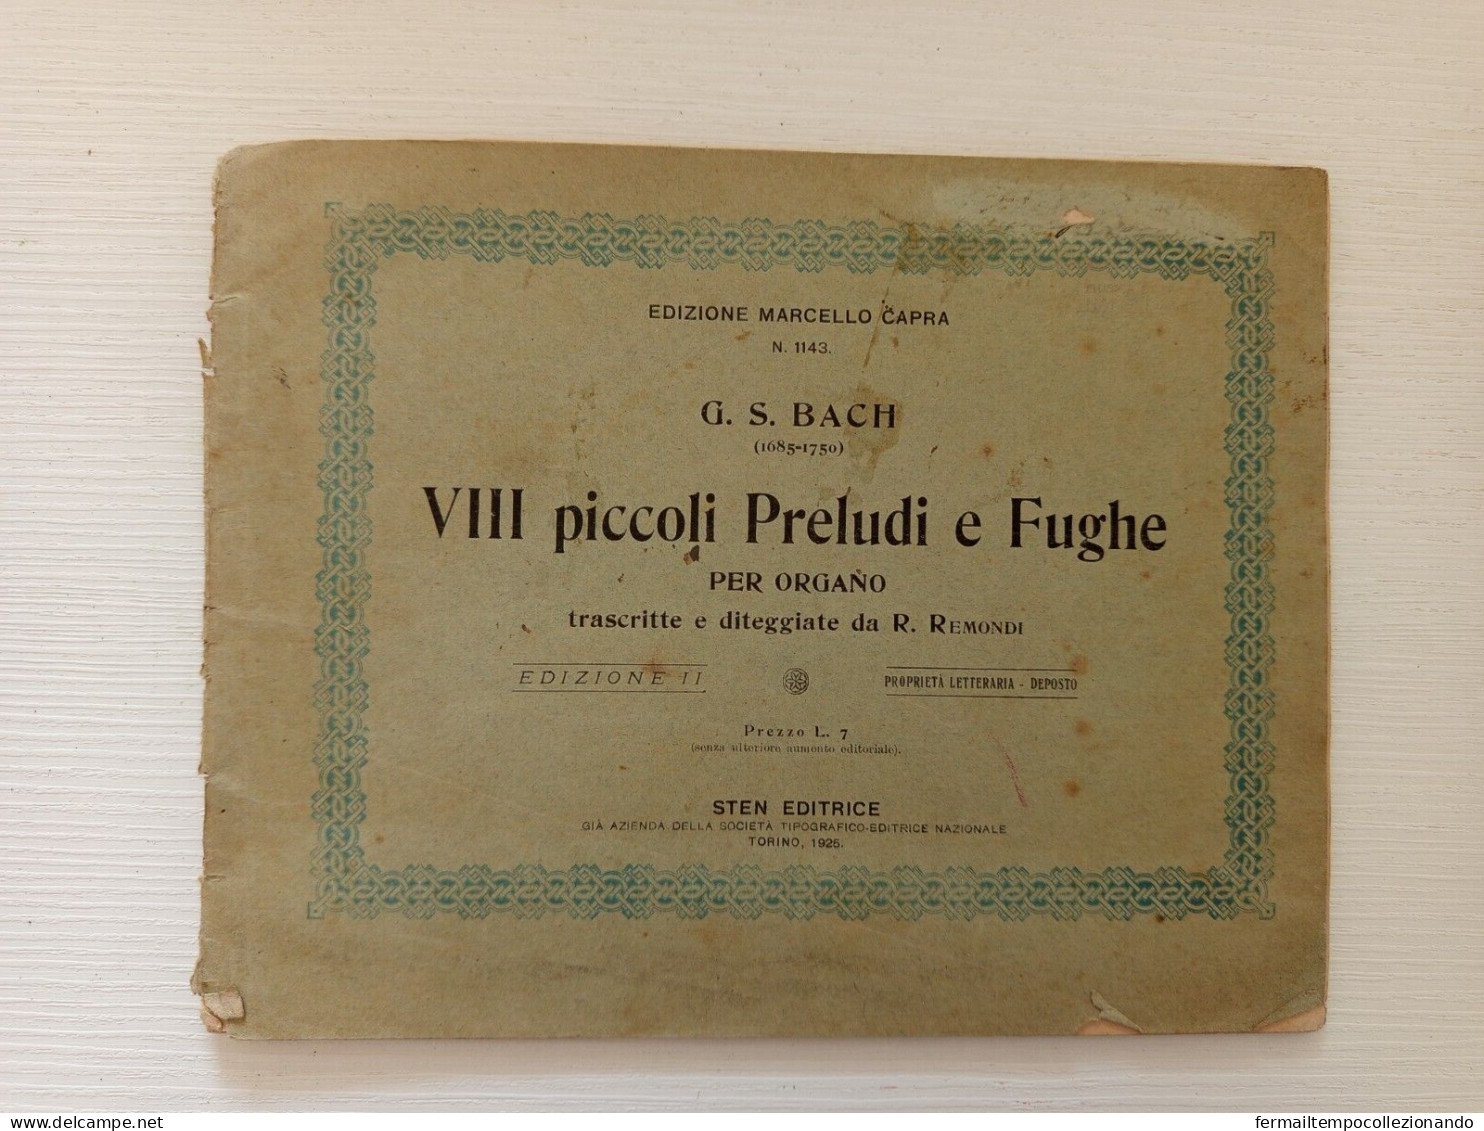 EDIZIONE MARCELLO CAPRA
N. 1143.
G. S. BACH
(1685-1750)
VIII piccoli Preludi e Fughe
PER ORGANO
trascritte e diteggiate da R. REMONDI
EDIZIONE II
PROPRIETÀ LETTERARIA - DEPOSTO
Prezzo L. 7
(senza ulteriore aumento editoriale).
STEN EDITRICE
GIÀ AZIENDA DELLA SOCIETÀ TIPOGRAFICO-EDITRICE NAZIONALE
TORINO, 1925.
delcampe.net
fermailtempocollezionando